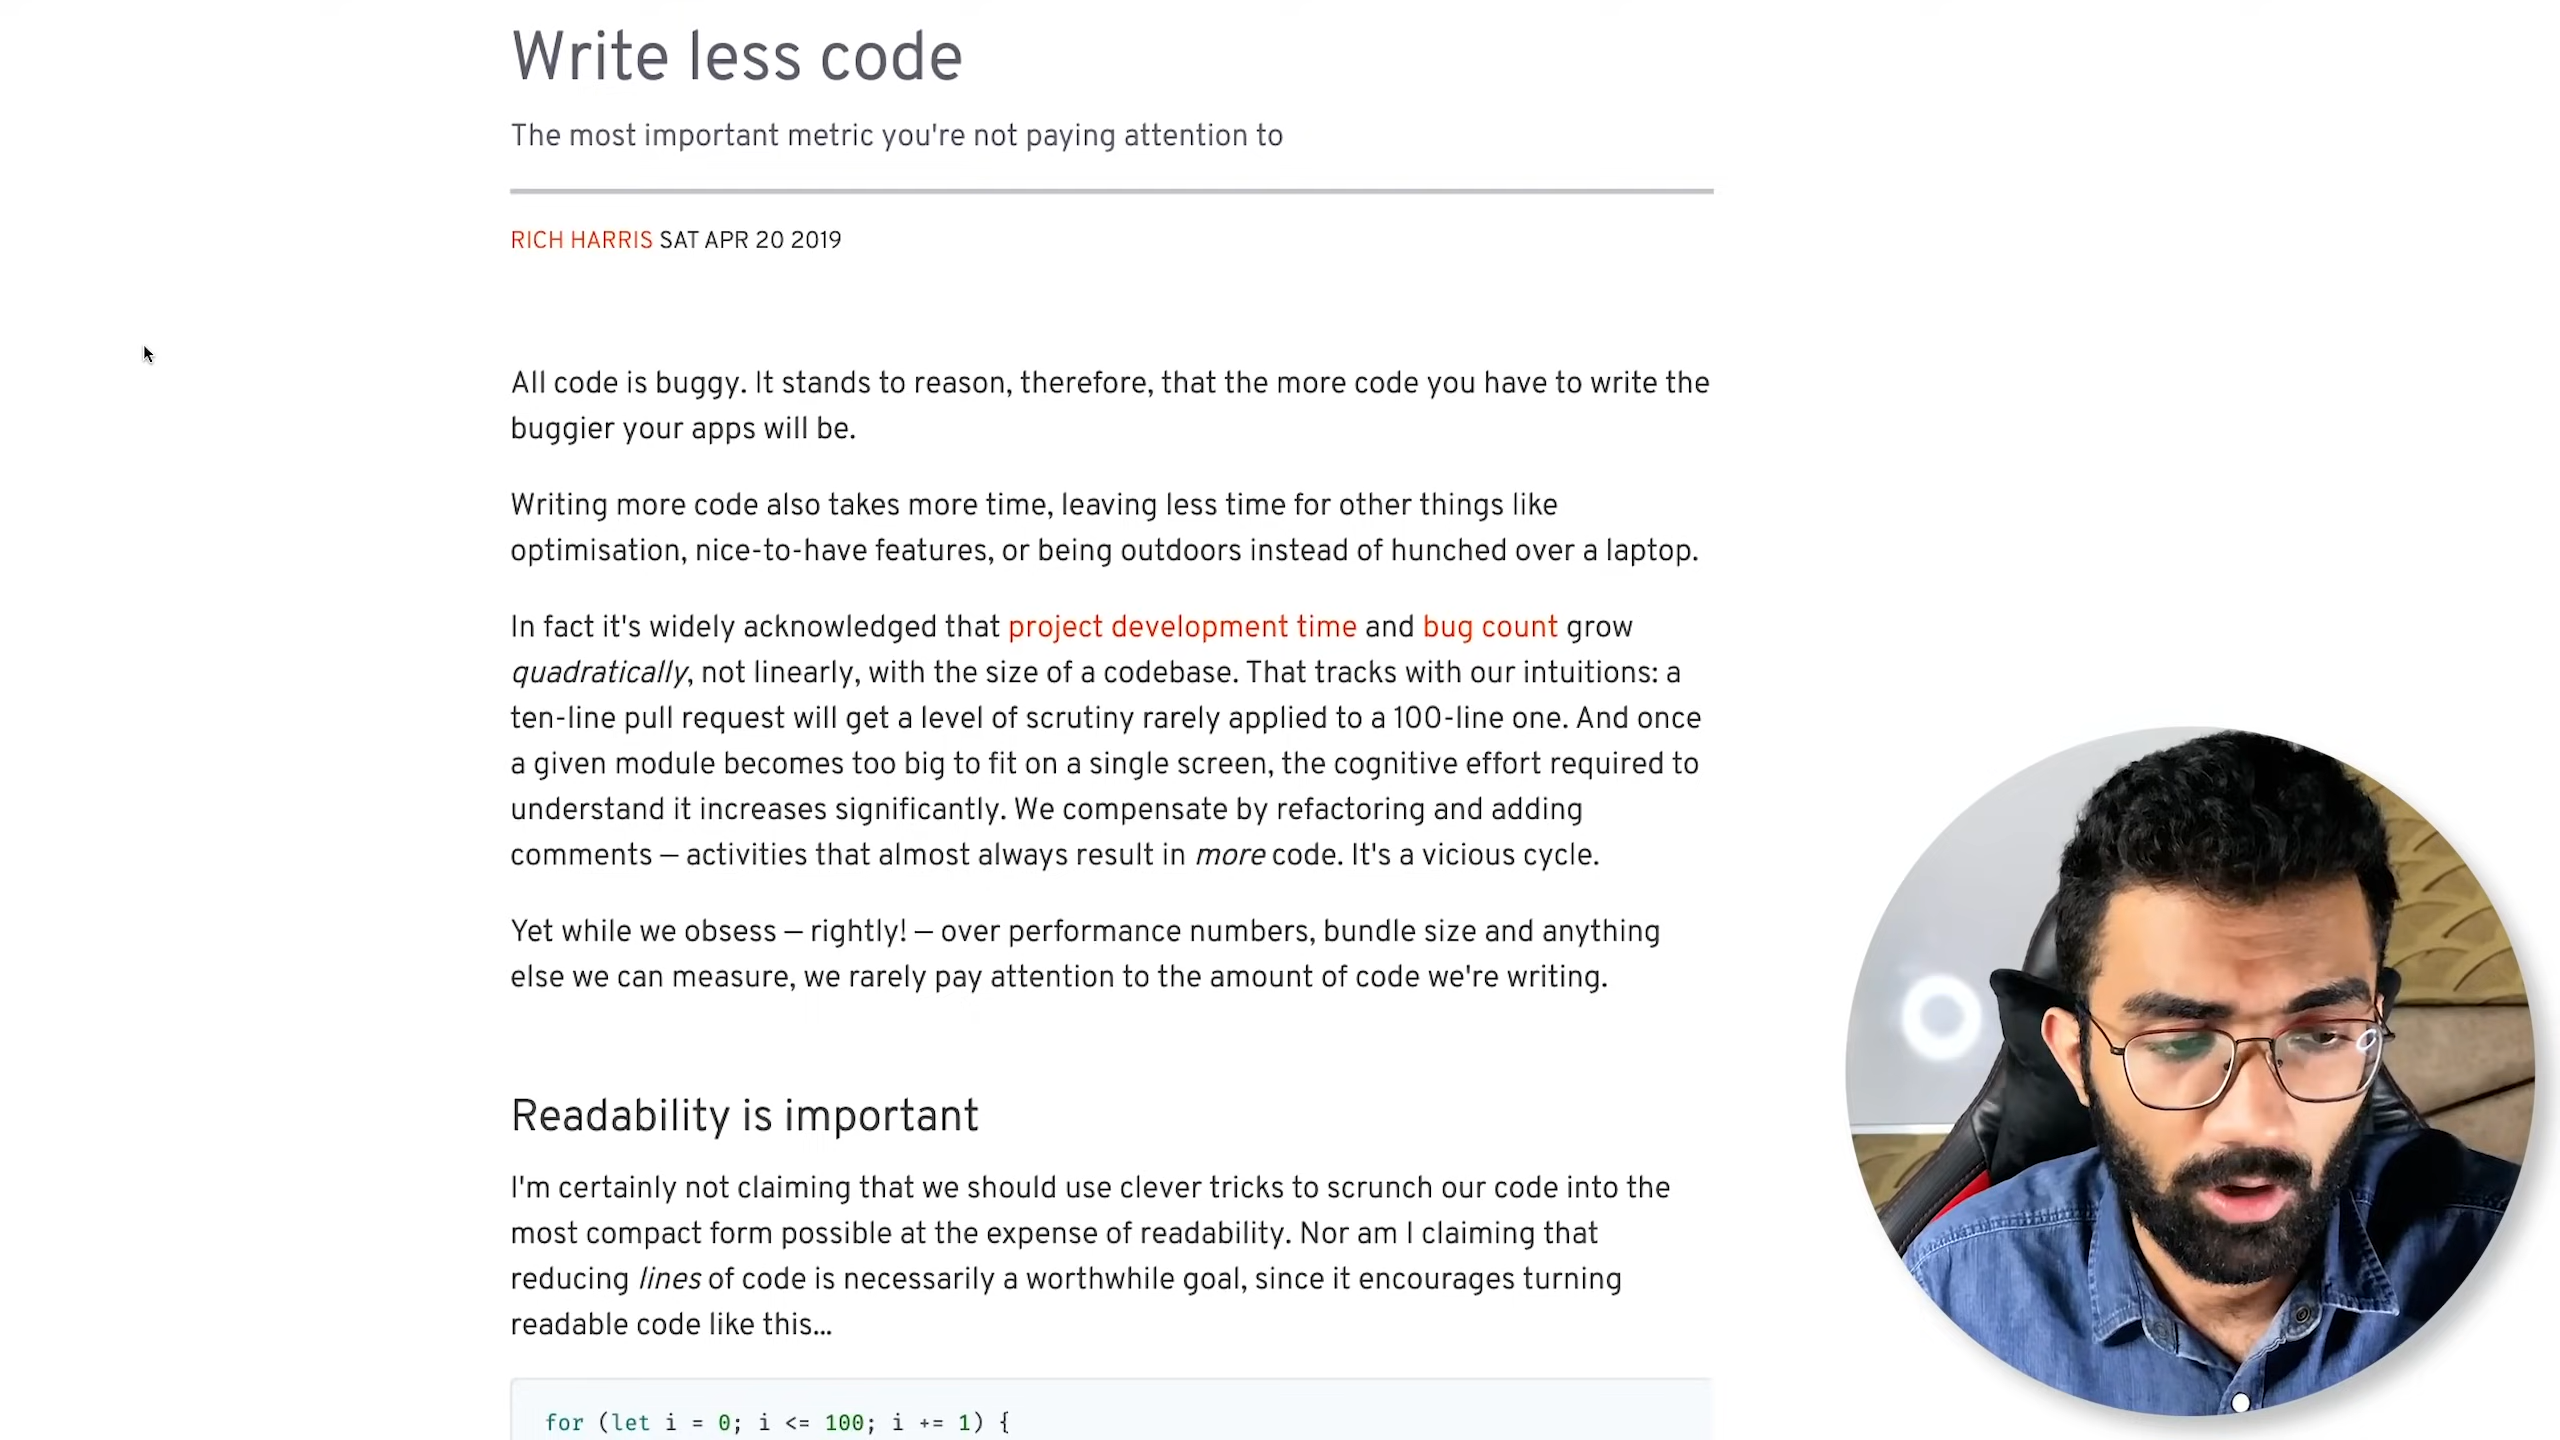 Write less code
The most important metric you're not paying attention to
RICH HARRIS SAT APR 20 2019
All code is buggy. It stands to reason, therefore, that the more code you have to write the
buggier your apps will be.
Writing more code also takes more time, leaving less time for other things like
optimisation, nice-to-have features, or being outdoors instead of hunched over a laptop.
In fact it's widely acknowledged that project development time and bug count grow
quadratically, not linearly, with the size of a codebase. That tracks with our intuitions: a
ten-line pull request will get a level of scrutiny rarely applied to a 100-line one. And once
a given module becomes too big to fit on a single screen, the cognitive effort required to
understand it increases significantly. We compensate by refactoring and adding
comments — activities that almost always result in more code. It's a vicious cycle.
Yet while we obsess — rightly! — over performance numbers, bundle size and anything
else we can measure, we rarely pay attention to the amount of code we're writing.
Readability is important
I'm certainly not claiming that we should use clever tricks to scrunch our code into the
most compact form possible at the expense of readability. Nor am I claiming that
reducing lines of code is necessarily a worthwhile goal, since it encourages turning
readable code like this...
for (let i = 0; i <= 100; i += 1) {